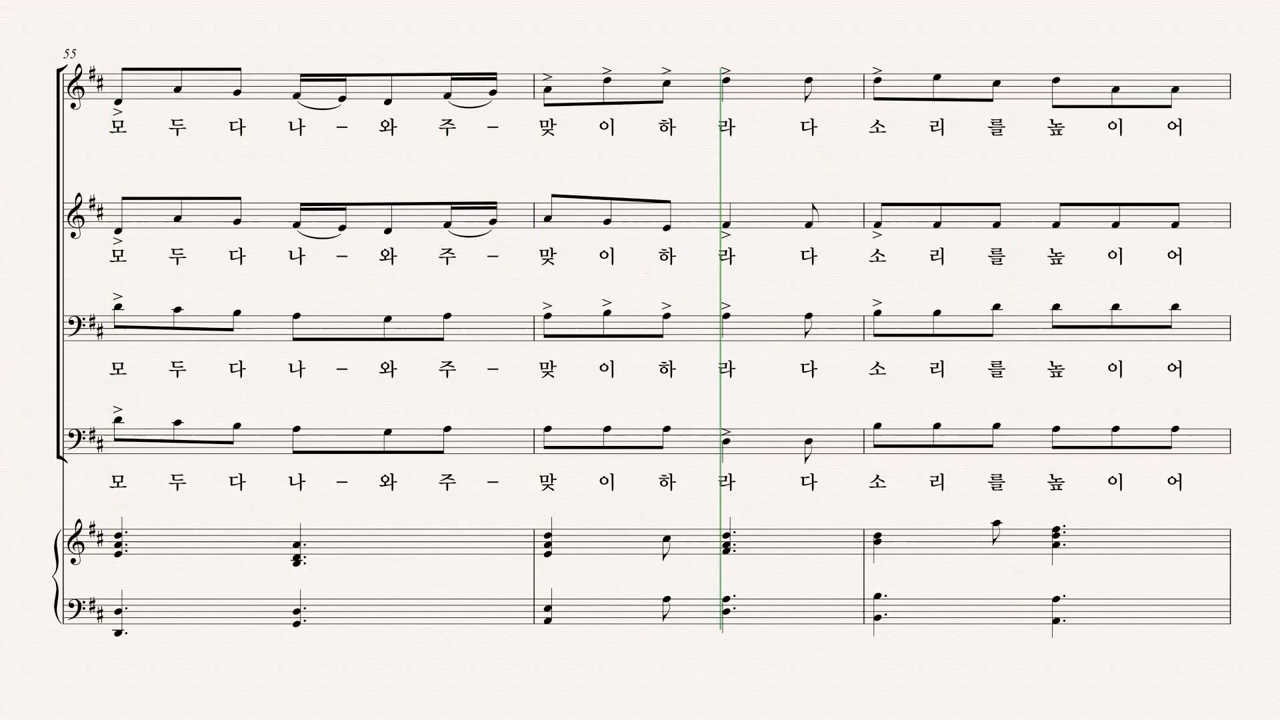 55
모 두 다 나 – 와 주 – 맞 이 하 라 다 소 리 를 높 이 어
모 두 다 나 – 와 주 – 맞 이 하 라 다 소 리 를 높 이 어
모 두 다 나 – 와 주 – 맞 이 하 라 다 소 리 를 높 이 어
모 두 다 나 – 와 주 – 맞 이 하 라 다 소 리 를 높 이 어